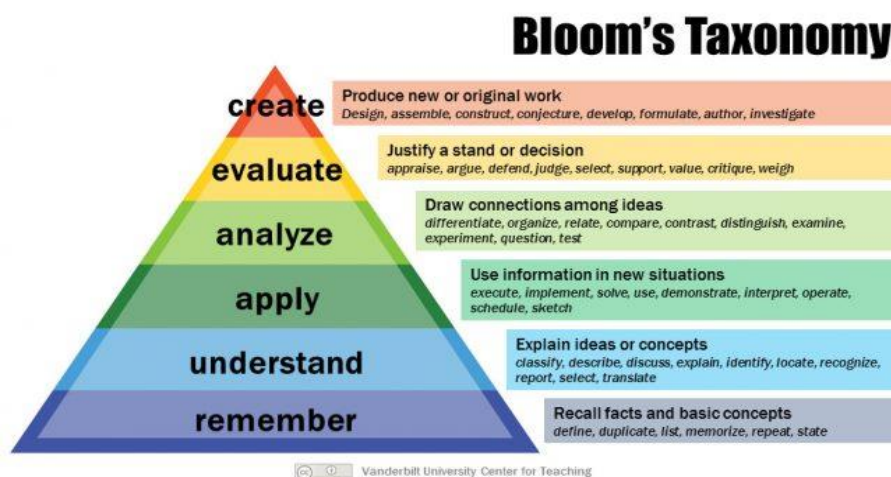 Bloom's Taxonomy
create
Produce new or original work
Design, assemble, construct, conjecture, develop, formulate, author, investigate
evaluate
Justify a stand or decision
appraise, argue, defend, judge, select, support, value, critique, weigh
analyze
Draw connections among ideas
differentiate, organize, relate, compare, contrast, distinguish, examine,
experiment, question, test
apply
Use information in new situations
execute, implement, solve, use, demonstrate, interpret, operate,
schedule, sketch
understand
Explain ideas or concepts
classify, describe, discuss, explain, identify, locate, recognize,
report, select, translate
remember
Recall facts and basic concepts
define, duplicate, list, memorize, repeat, state
cc Vanderbilt University Center for Teaching